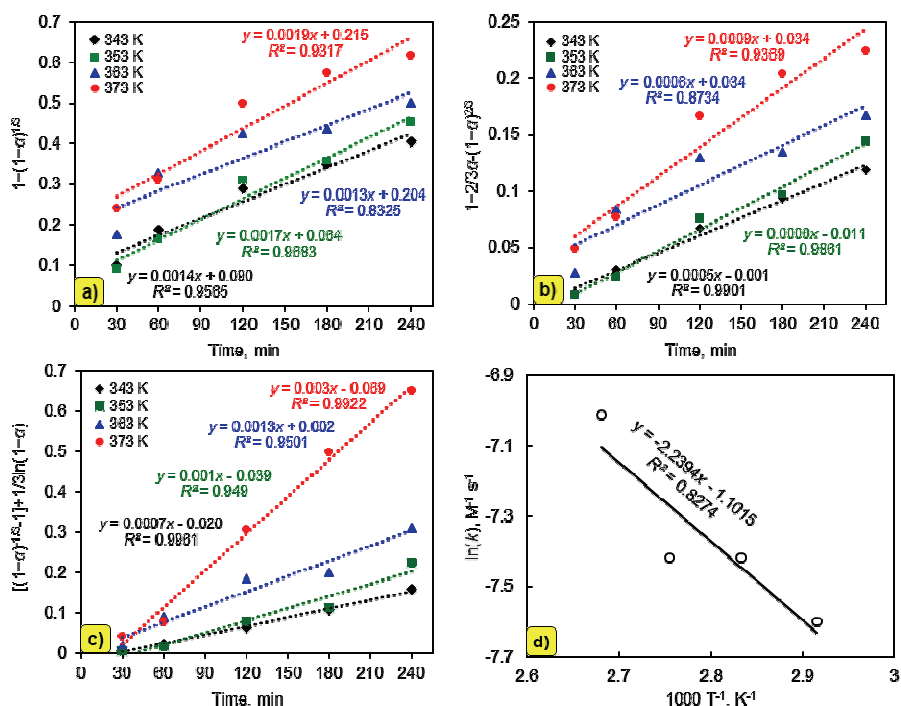 0.7
0.6
0.5
0.4
0.3
0.2
0.1
0
1−(1−α)¹ᐟ³
343 K
353 K
363 K
373 K
y = 0.0019x + 0.215
R² = 0.9317
y = 0.0013x + 0.204
R² = 0.8325
y = 0.0017x + 0.064
R² = 0.9683
y = 0.0014x + 0.090
R² = 0.9565
a)
0 30 60 90 120 150 180 210 240
Time, min
0.25
0.2
0.15
0.1
0.05
0
1−2/3α-(1−α)²ᐟ³
343 K
353 K
363 K
373 K
y = 0.0009x + 0.034
R² = 0.9369
y = 0.0006x + 0.034
R² = 0.8734
y = 0.0006x − 0.011
R² = 0.9861
y = 0.0005x − 0.001
R² = 0.9901
b)
0 30 60 90 120 150 180 210 240
Time, min
0.7
0.6
0.5
0.4
0.3
0.2
0.1
0
[(1−α)⁻¹ᐟ³-1]+1/3ln(1−α)
343 K
353 K
363 K
373 K
y = 0.003x - 0.069
R² = 0.9922
y = 0.0013x + 0.002
R² = 0.9501
y = 0.001x - 0.039
R² = 0.949
y = 0.0007x - 0.020
R² = 0.9961
c)
0 30 60 90 120 150 180 210 240
Time, min
-6.9
-7.1
-7.3
-7.5
-7.7
ln(k), M⁻¹ s⁻¹
y = -2.2394x - 1.1015
R² = 0.8274
d)
2.6 2.7 2.8 2.9 3
1000 T⁻¹, K⁻¹